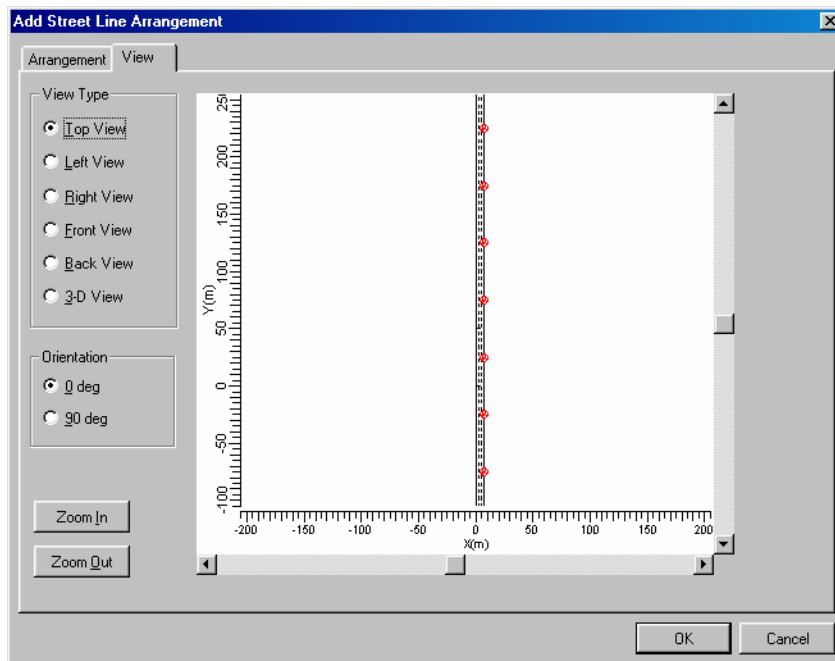 Add Street Line Arrangement
Arrangement View
View Type
Top View
Left View
Right View
Front View
Back View
3-D View
Orientation
0 deg
90 deg
Zoom In
Zoom Out
250
200
150
100
50
0
-50
-100
Y(m)
-200 -150 -100 -50 0 50 100 150 200
X(m)
OK Cancel